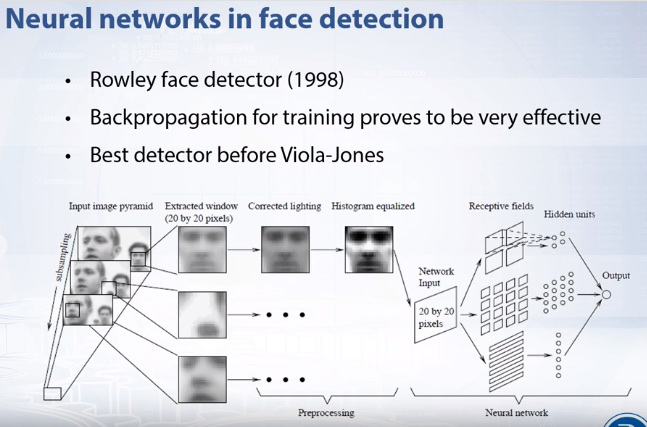 Neural networks in face detection
• Rowley face detector (1998)
• Backpropagation for training proves to be very effective
• Best detector before Viola-Jones
Input image pyramid
Extracted window
(20 by 20 pixels)
Corrected lighting
Histogram equalized
Receptive fields
Hidden units
subsampling
Network
Input
20 by 20
pixels
Output
Preprocessing
Neural network